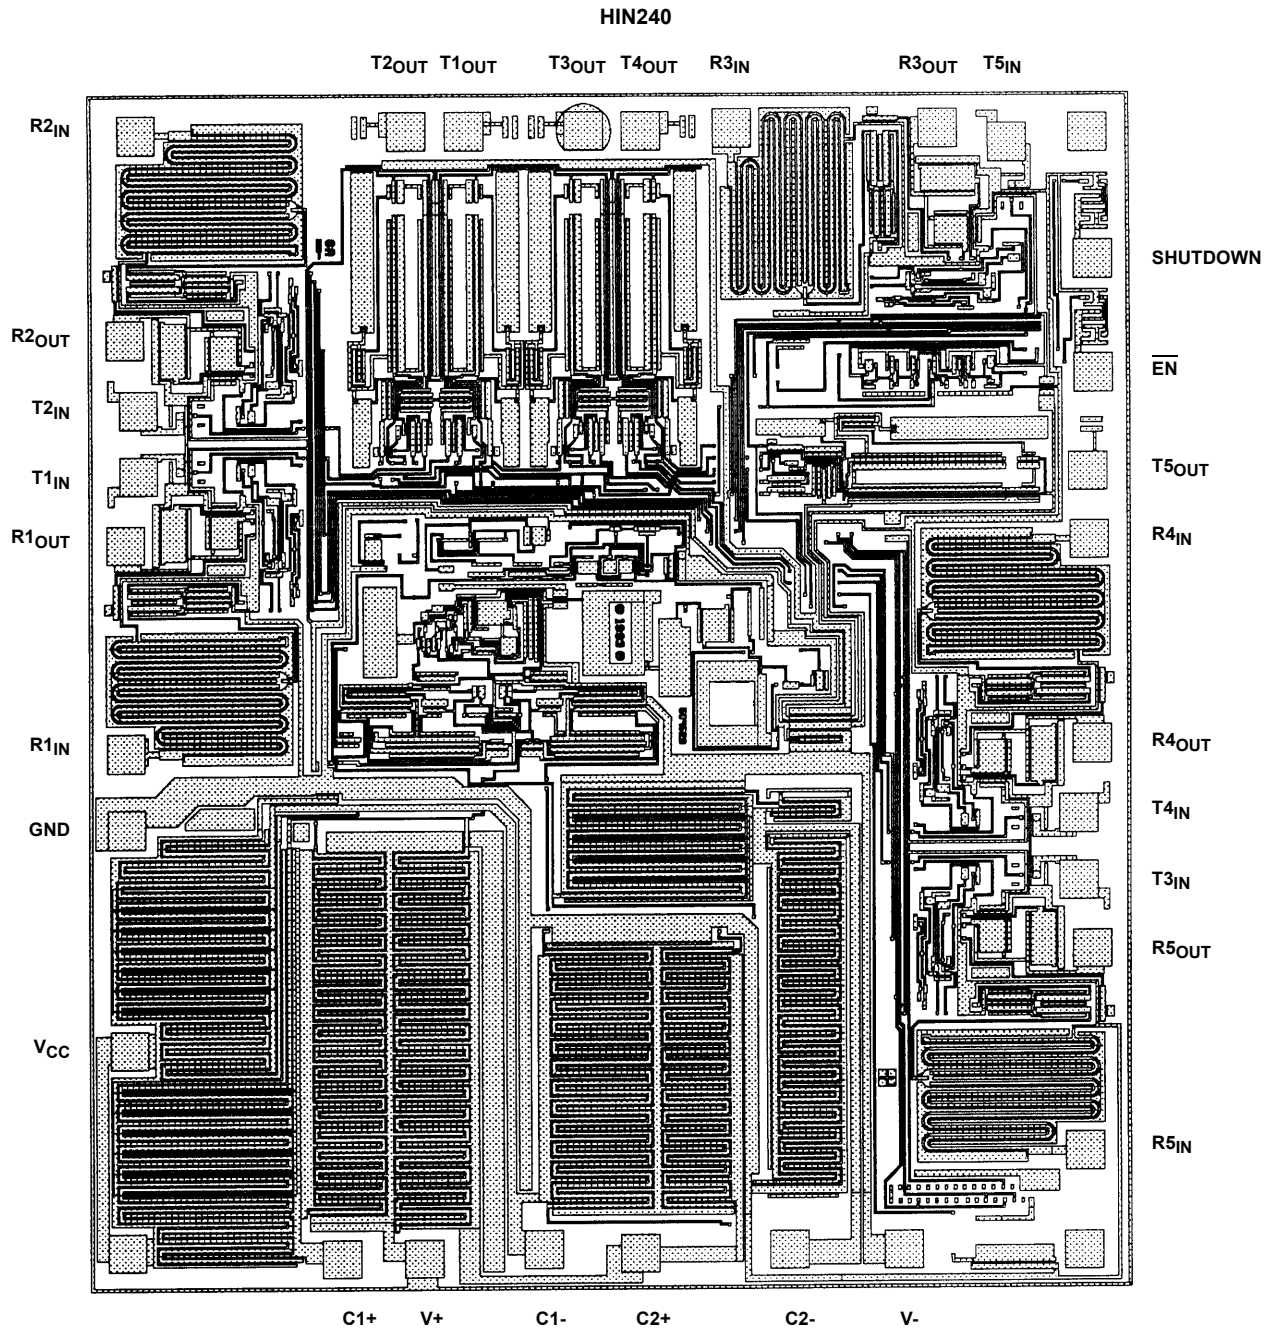 HIN240
T2OUT T1OUT T3OUT T4OUT R3IN R3OUT T5IN
R2IN
SHUTDOWN
R2OUT
EN
T2IN
T5OUT
T1IN
R4IN
R1OUT
© 1993 ©
R1IN
R4OUT
T4IN
GND
T3IN
R5OUT
VCC
R5IN
C1+ V+ C1- C2+ C2- V-